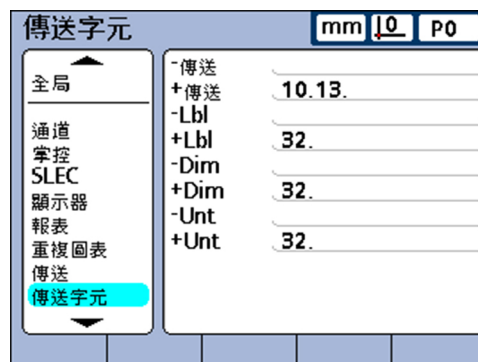 傳送字元 mm 0 P0
全局
通道
掌控
SLEC
顯示器
報表
重複圖表
傳送
傳送字元
-傳送
+傳送 10.13.
-Lbl
+Lbl 32.
-Dim
+Dim 32.
-Unt
+Unt 32.